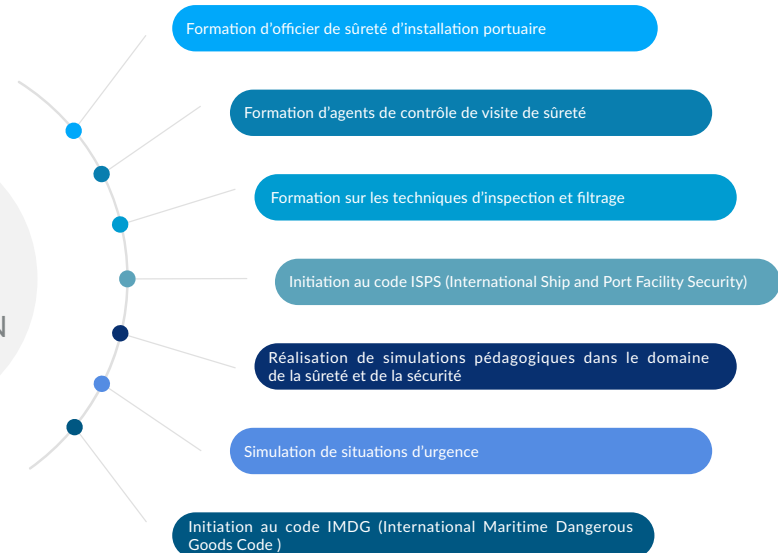 Formation d'officier de sûreté d'installation portuaire
Formation d'agents de contrôle de visite de sûreté
Formation sur les techniques d'inspection et filtrage
Initiation au code ISPS (International Ship and Port Facility Security)
N
Réalisation de simulations pédagogiques dans le domaine
de la sûreté et de la sécurité
Simulation de situations d'urgence
Initiation au code IMDG (International Maritime Dangerous
Goods Code )